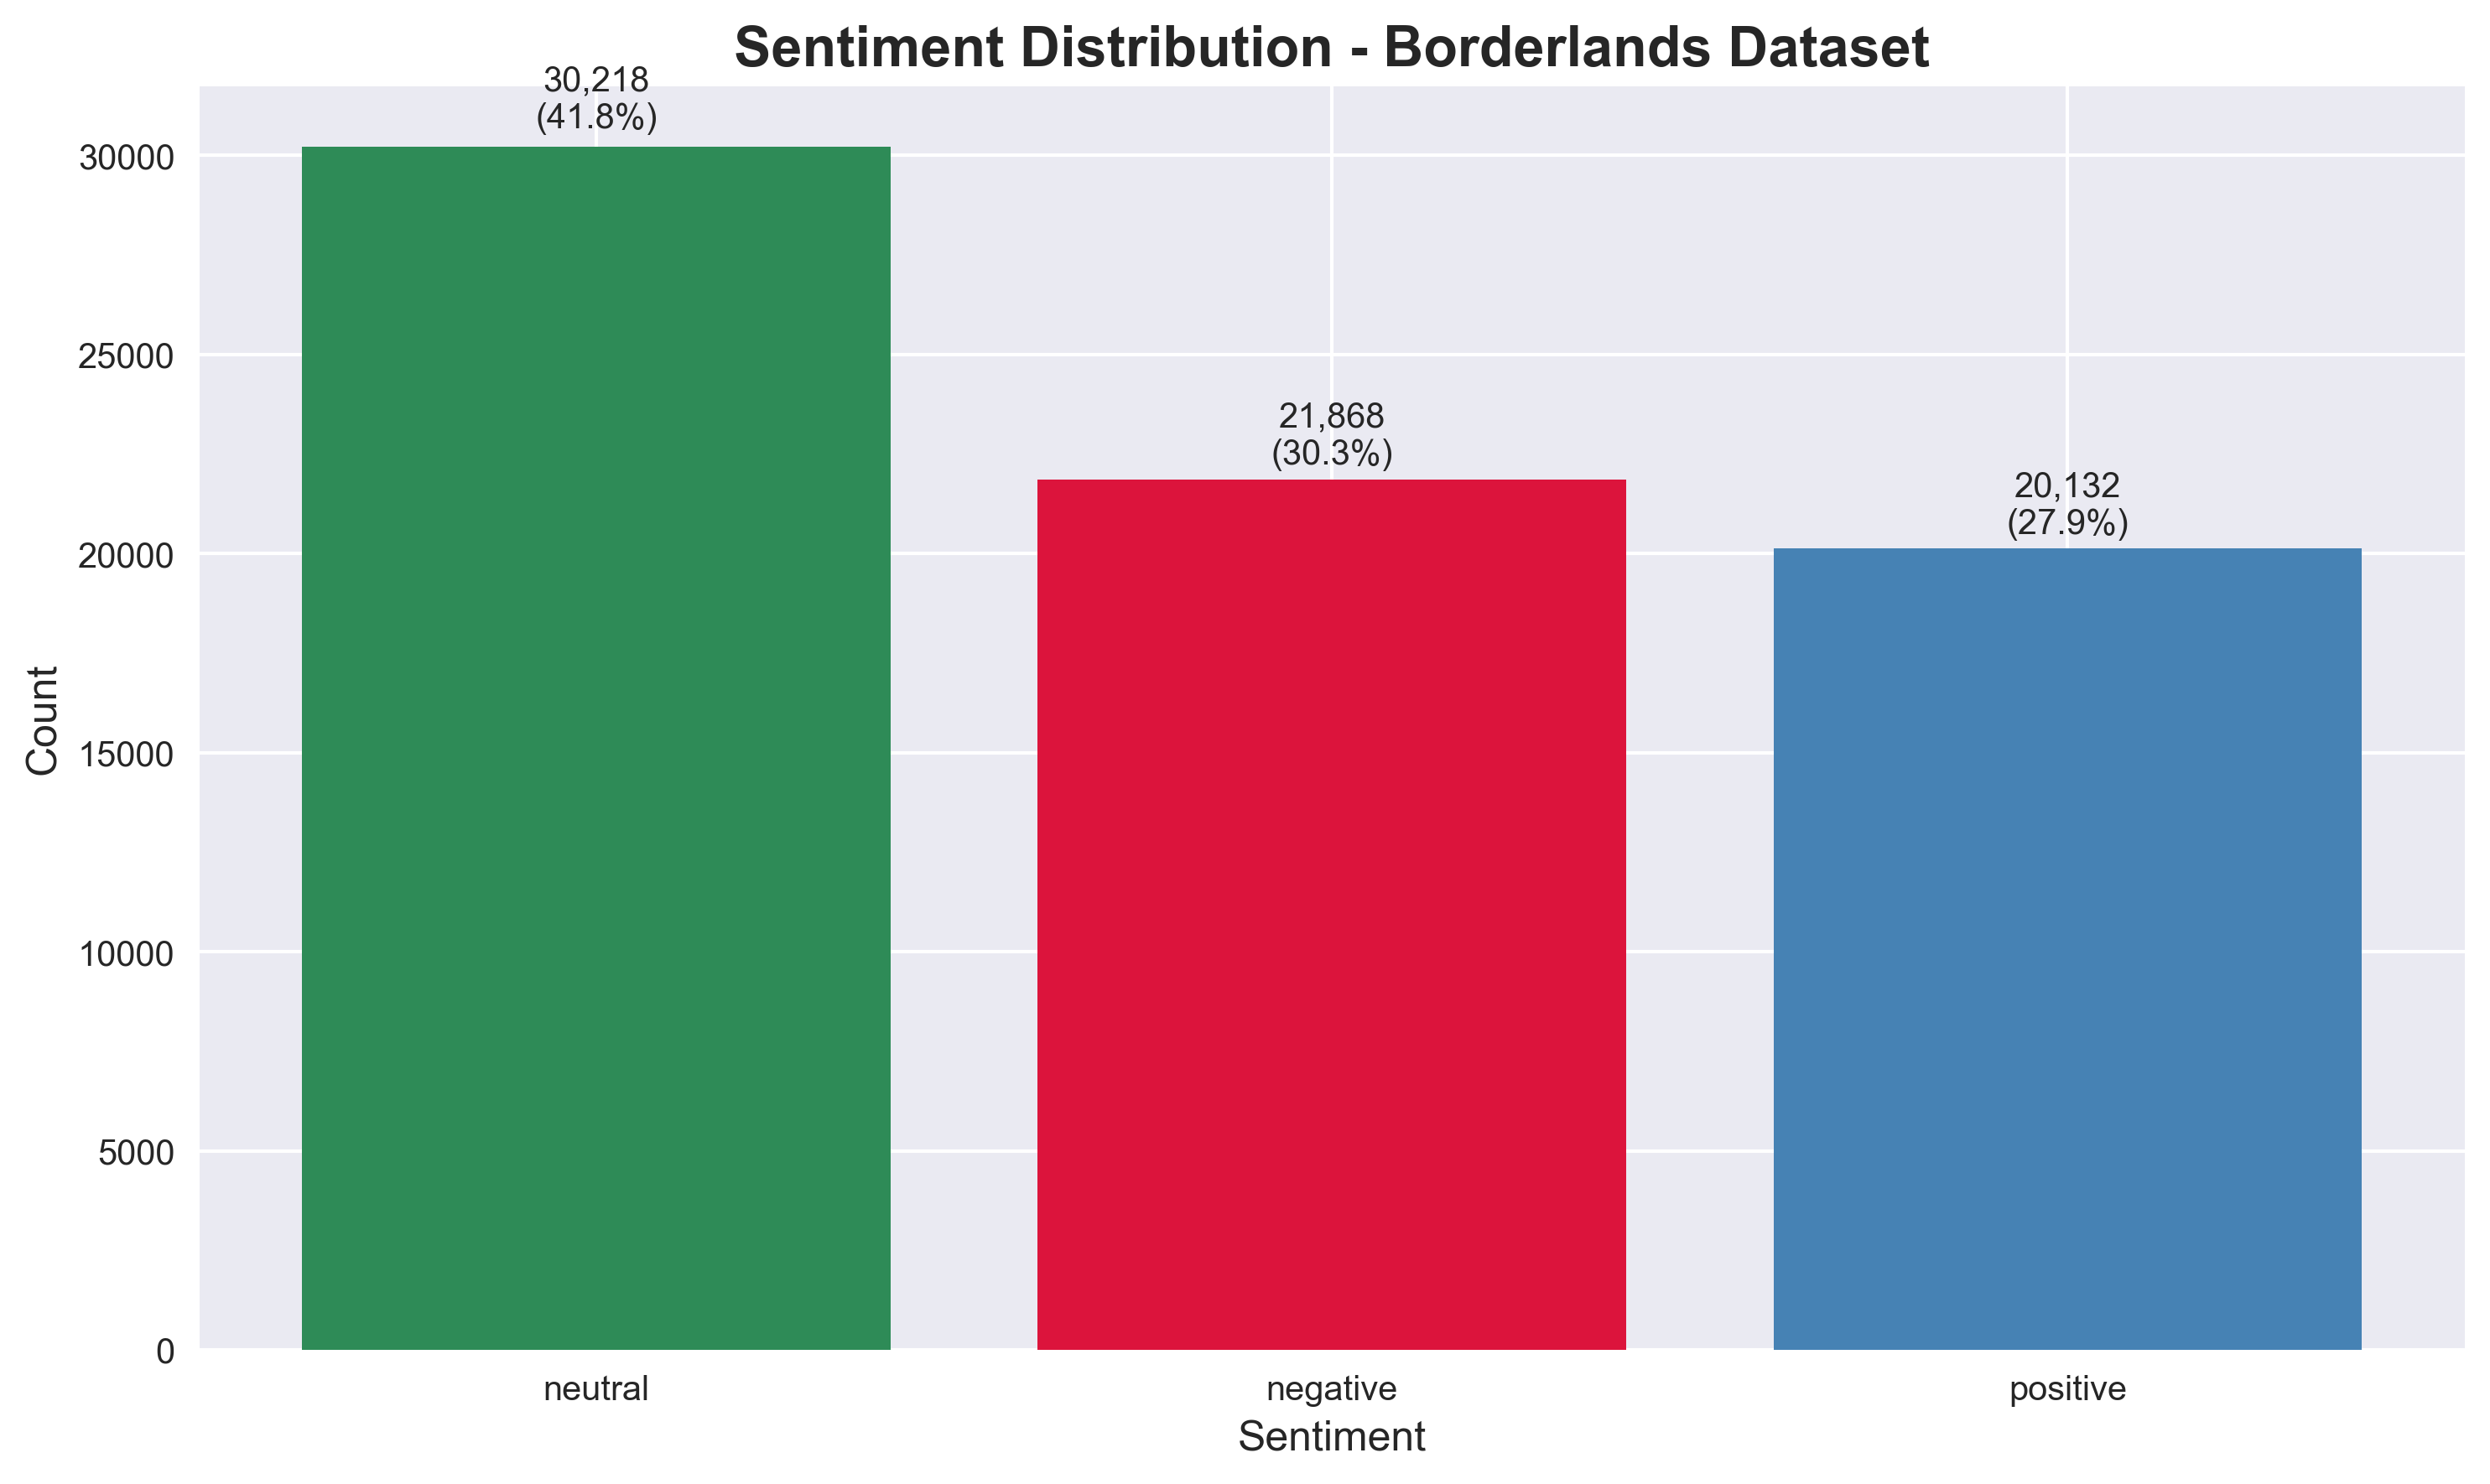 Sentiment Distribution - Borderlands Dataset
30,218
(41.8%)
21,868
(30.3%)
20,132
(27.9%)
30000
25000
20000
15000
10000
5000
0
Count
neutral
negative
positive
Sentiment